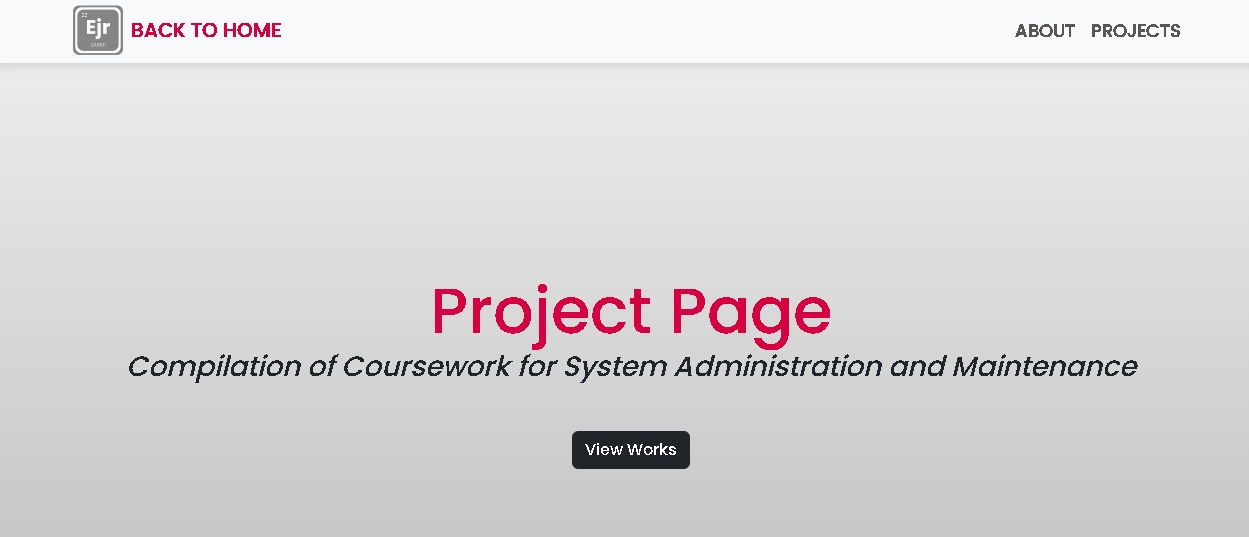 Ejr
BACK TO HOME
ABOUT
PROJECTS
Project Page
Compilation of Coursework for System Administration and Maintenance
View Works